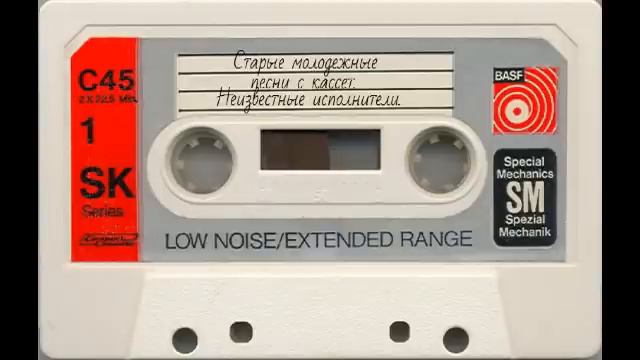 Старые молодежные
песни с кассет.
Неизвестные исполнители.
C45
2 X 22,5 Min.
1
SK
Series
BASF
Special
Mechanics
SM
Spezial
Mechanik
LOW NOISE/EXTENDED RANGE